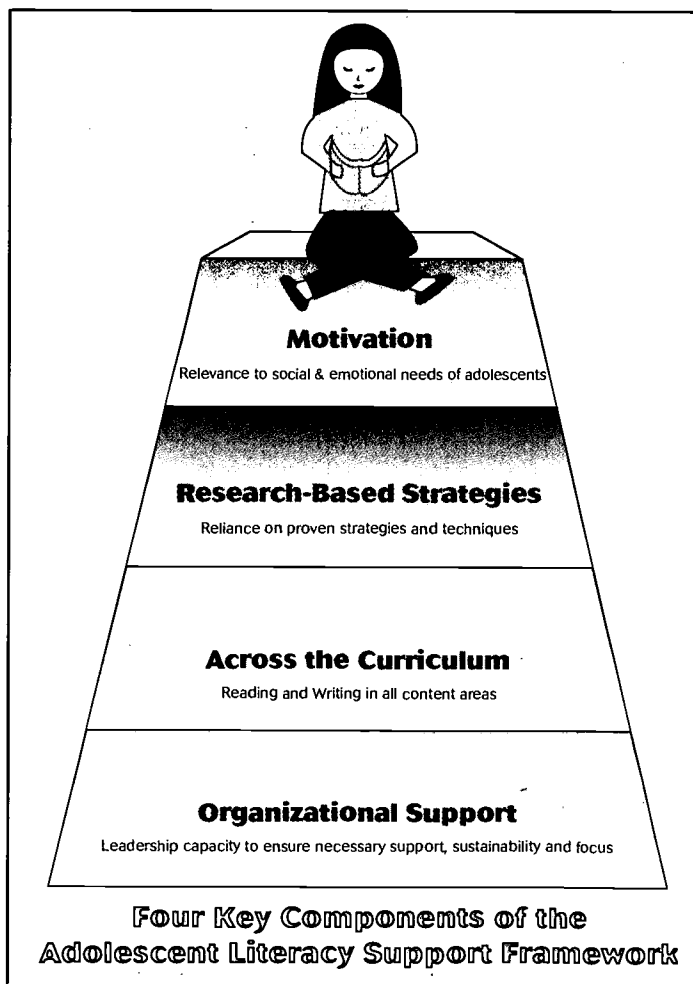 Motivation
Relevance to social & emotional needs of adolescents
Research-Based Strategies
Reliance on proven strategies and techniques
Across the Curriculum
Reading and Writing in all content areas
Organizational Support
Leadership capacity to ensure necessary support, sustainability and focus
Four Key Components of the
Adolescent Literacy Support Framework